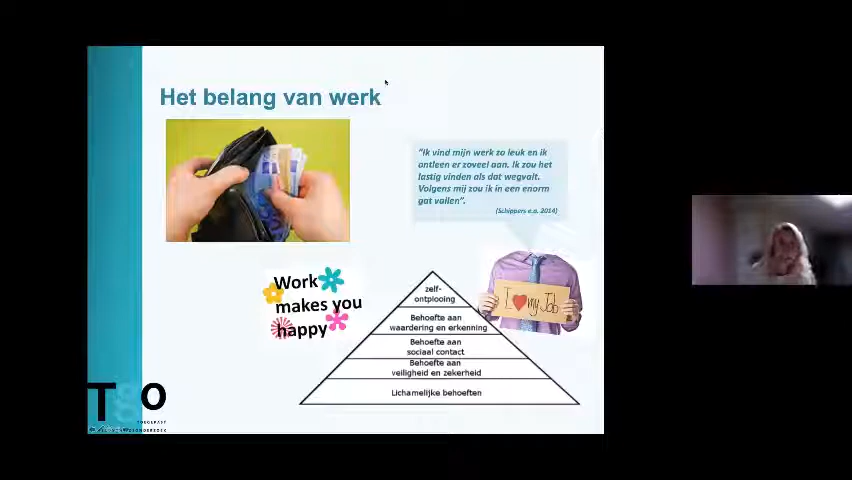 Het belang van werk
"Ik vind mijn werk zo leuk en ik
ontleen er zoveel aan. Ik zou het
lastig vinden als dat wegvalt.
Volgens mij zou ik in een enorm
gat vallen".
(Schippers e.a. 2014)
Work
makes you
happy
I my Job
zelf-
ontplooing
Behoefte aan
waardering en erkenning
Behoefte aan
sociaal contact
Behoefte aan
veiligheid en zekerheid
Lichamelijke behoeften
T&O
TOEGEPAST